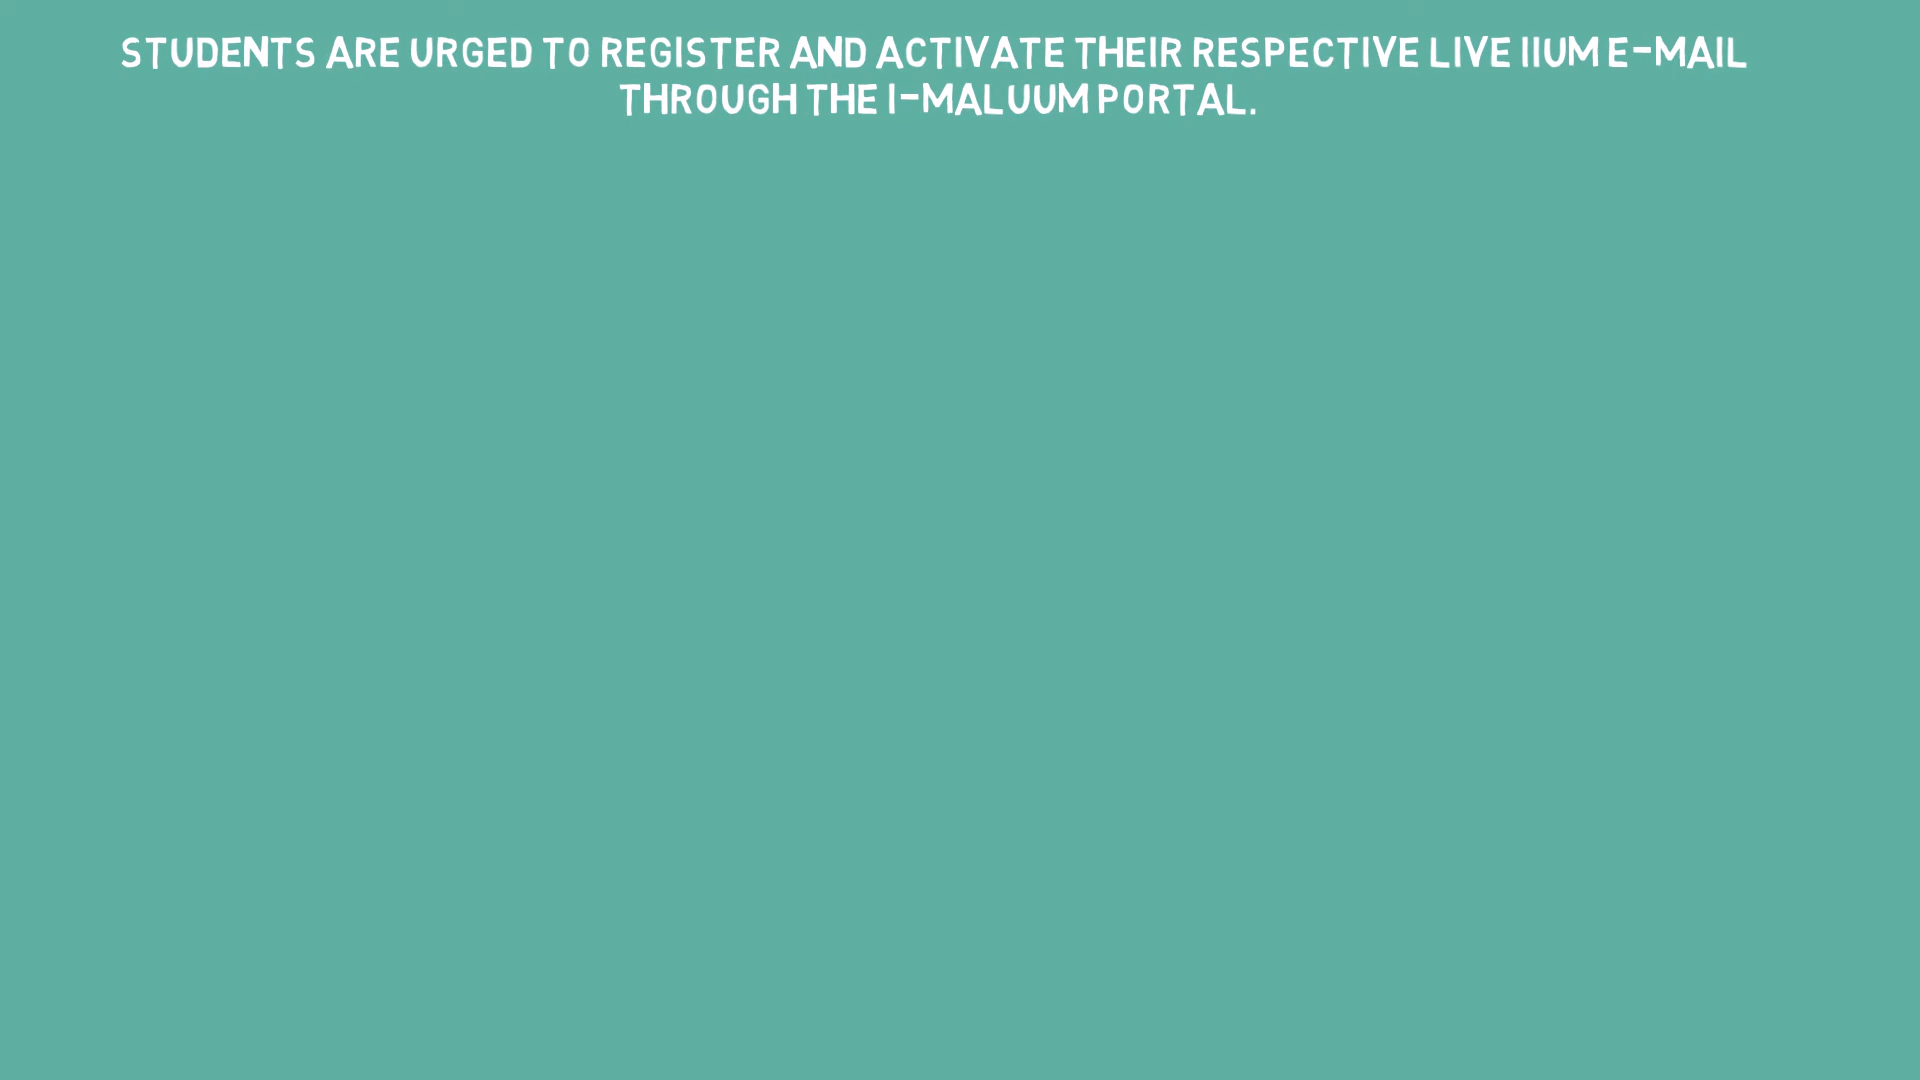 STUDENTS ARE URGED TO REGISTER AND ACTIVATE THEIR RESPECTIVE LIVE IIUM E-MAIL
THROUGH THE I-MALUUM PORTAL.